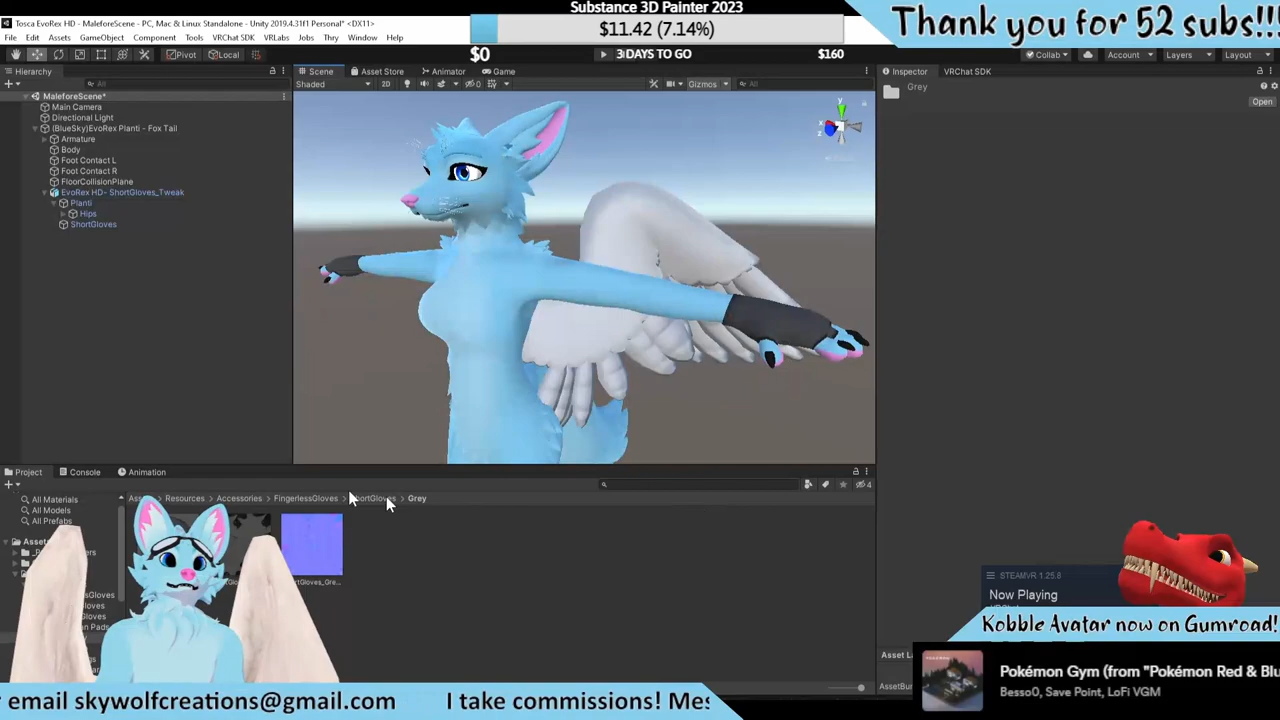 Substance 3D Painter 2023
$11.42 (7.14%)
$0
3 DAYS TO GO
$160
Thank you for 52 subs!!!
Tosca EvoRex HD - MaleforeScene - PC, Mac & Linux Standalone - Unity 2019.4.31f1 Personal* <DX11>
File Edit Assets GameObject Component Tools VRChat SDK VRLabs Jobs Thry Window Help
Pivot Local
Collab Account Layers Layout
Hierarchy
All
MaleforeScene*
Main Camera
Directional Light
(BlueSky)EvoRex Planti - Fox Tail
Armature
Body
Foot Contact L
Foot Contact R
FloorCollisionPlane
EvoRex HD- ShortGloves_Tweak
Planti
Hips
ShortGloves
Scene Asset Store Animator Game
Shaded 2D 0 Gizmos All
y
x
z
Inspector VRChat SDK
Grey
Open
Project Console Animation
4
All Materials
All Models
All Prefabs
Resources > Accessories > FingerlessGloves > Grey
STEAMVR 1.25.8
Now Playing
Kobble Avatar now on Gumroad!
Pokémon Gym (from "Pokémon Red & Blu
Besso0, Save Point, LoFi VGM
email skywolfcreations@gmail.com
I take commissions! Mes